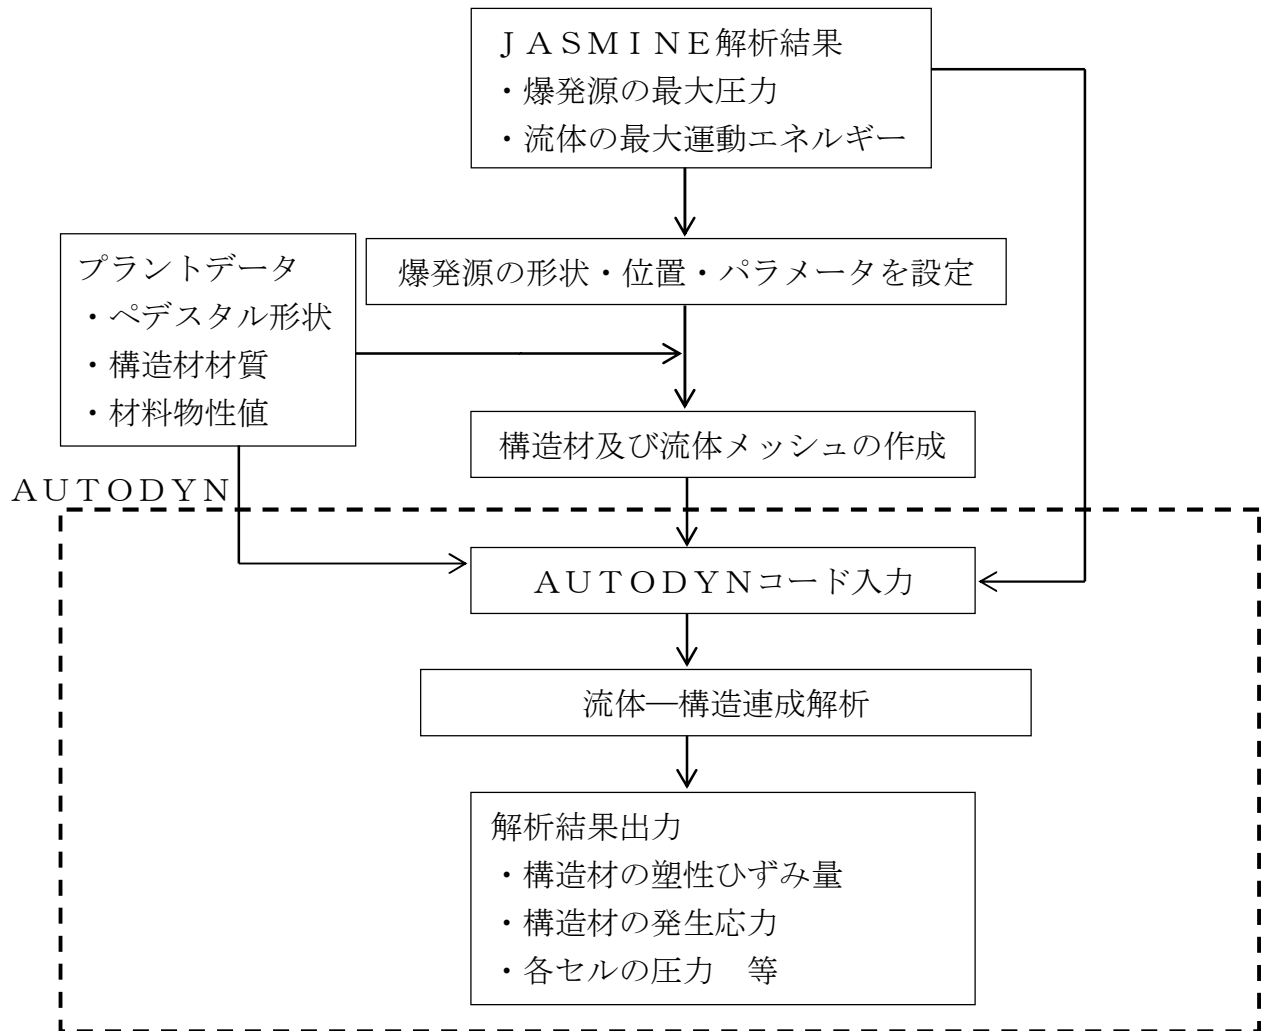 ＪＡＳＭＩＮＥ解析結果
・爆発源の最大圧力
・流体の最大運動エネルギー
爆発源の形状・位置・パラメータを設定
プラントデータ
・ペデスタル形状
・構造材材質
・材料物性値
構造材及び流体メッシュの作成
ＡＵＴＯＤＹＮ
ＡＵＴＯＤＹＮコード入力
流体―構造連成解析
解析結果出力
・構造材の塑性ひずみ量
・構造材の発生応力
・各セルの圧力　等